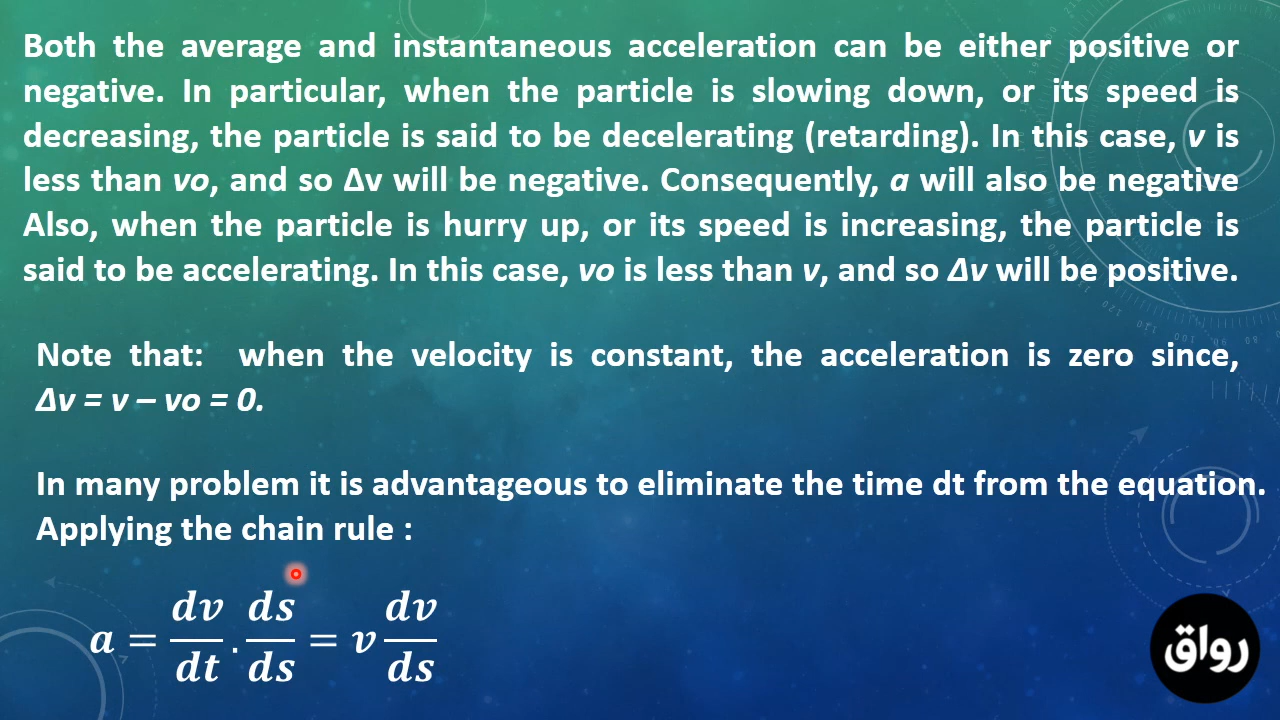 Both the average and instantaneous acceleration can be either positive or
negative. In particular, when the particle is slowing down, or its speed is
decreasing, the particle is said to be decelerating (retarding). In this case, v is
less than vo, and so Δv will be negative. Consequently, a will also be negative
Also, when the particle is hurry up, or its speed is increasing, the particle is
said to be accelerating. In this case, vo is less than v, and so Δv will be positive.
Note that: when the velocity is constant, the acceleration is zero since,
Δv = v – vo = 0.
In many problem it is advantageous to eliminate the time dt from the equation.
Applying the chain rule :
a = dv/dt . ds/ds = v dv/ds
رواق